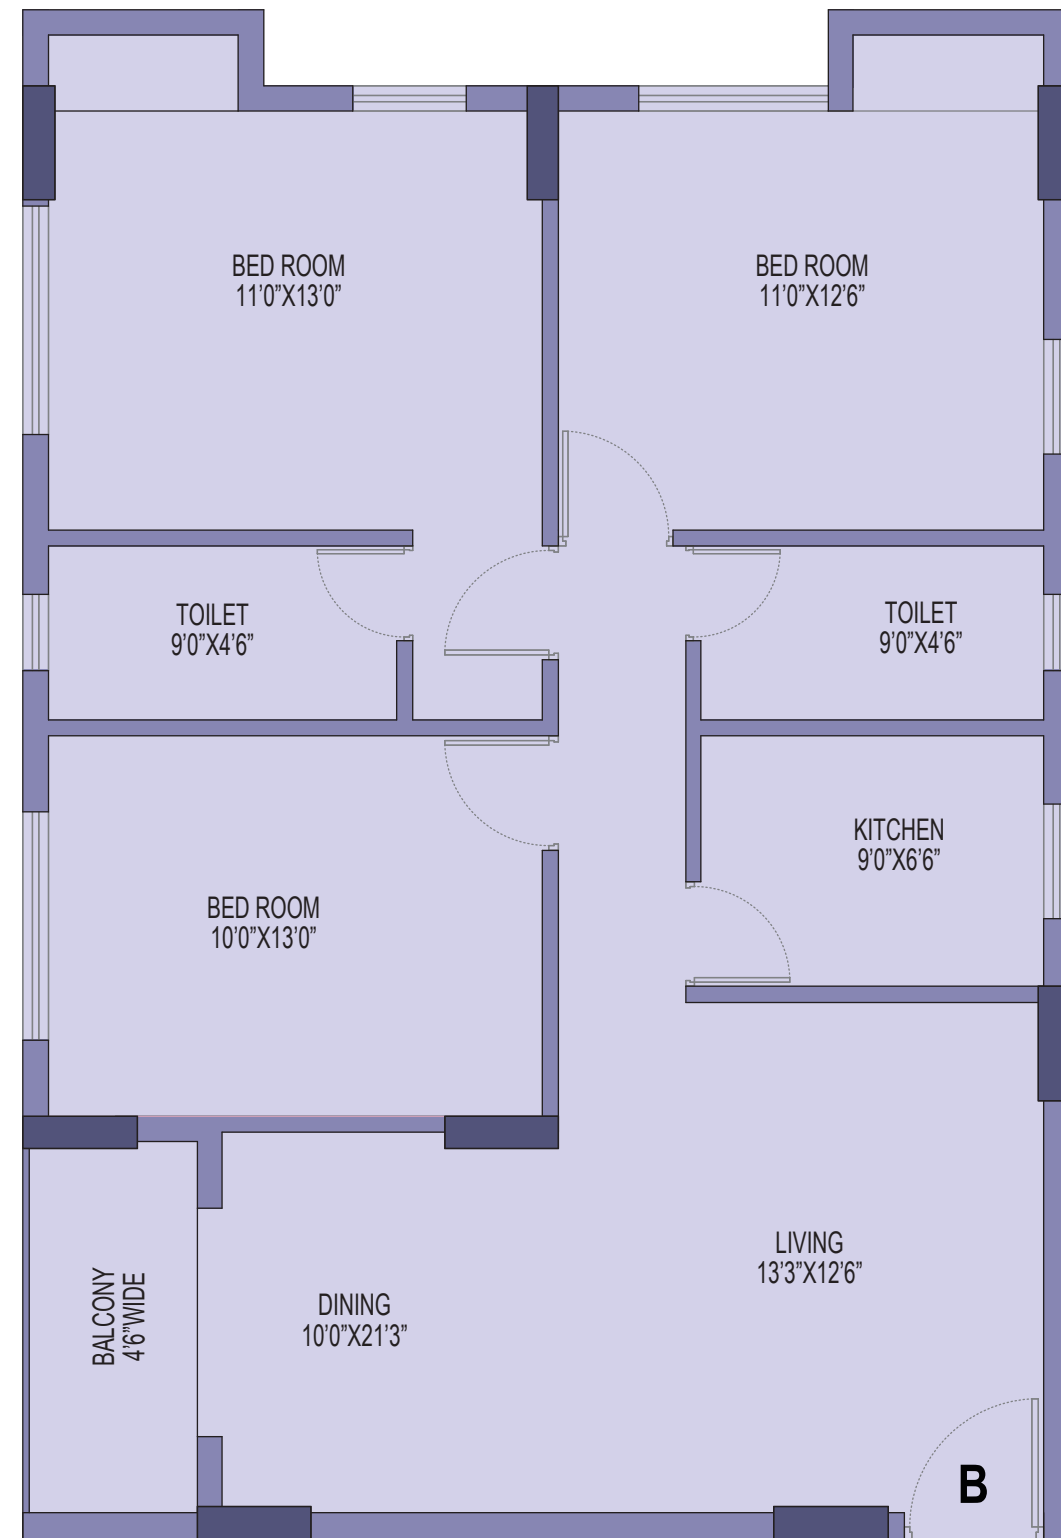 BED ROOM
11’0”X13’0”
BED ROOM
11’0”X12’6”
TOILET
9’0”X4’6”
TOILET
9’0”X4’6”
KITCHEN
9’0”X6’6”
BED ROOM
10’0”X13’0”
LIVING
13’3”X12’6”
BALCONY
4’6”WIDE
DINING
10’0”X21’3”
B